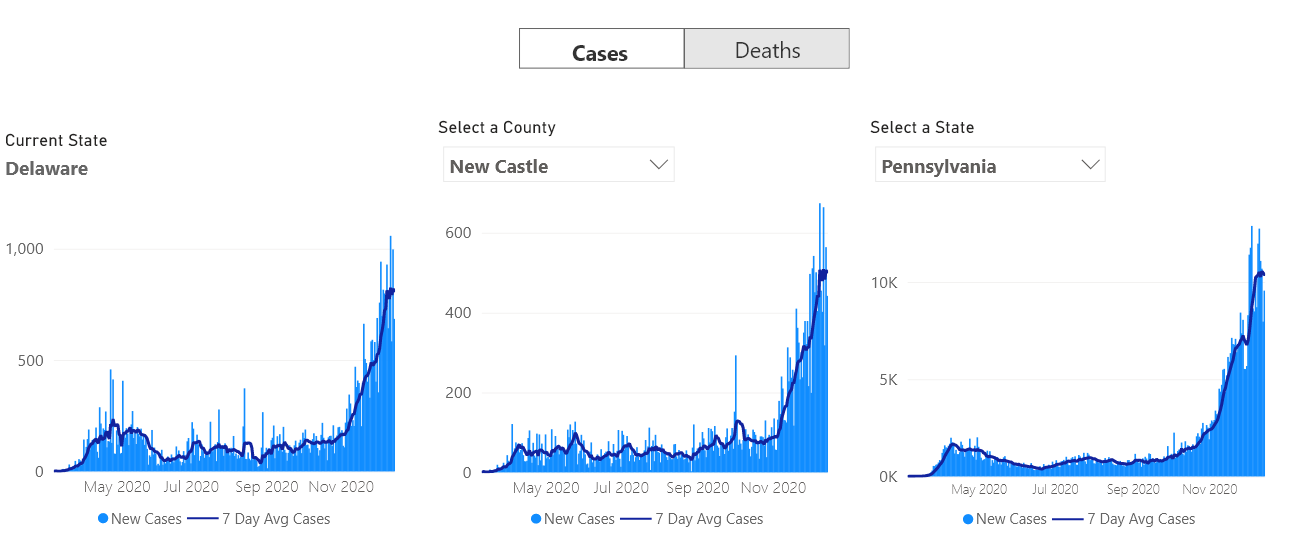 Cases
Deaths
Current State
Delaware
1,000
500
0
May 2020 Jul 2020 Sep 2020 Nov 2020
New Cases 7 Day Avg Cases
Select a County
New Castle
600
400
200
0
May 2020 Jul 2020 Sep 2020 Nov 2020
New Cases 7 Day Avg Cases
Select a State
Pennsylvania
10K
5K
0K
May 2020 Jul 2020 Sep 2020 Nov 2020
New Cases 7 Day Avg Cases